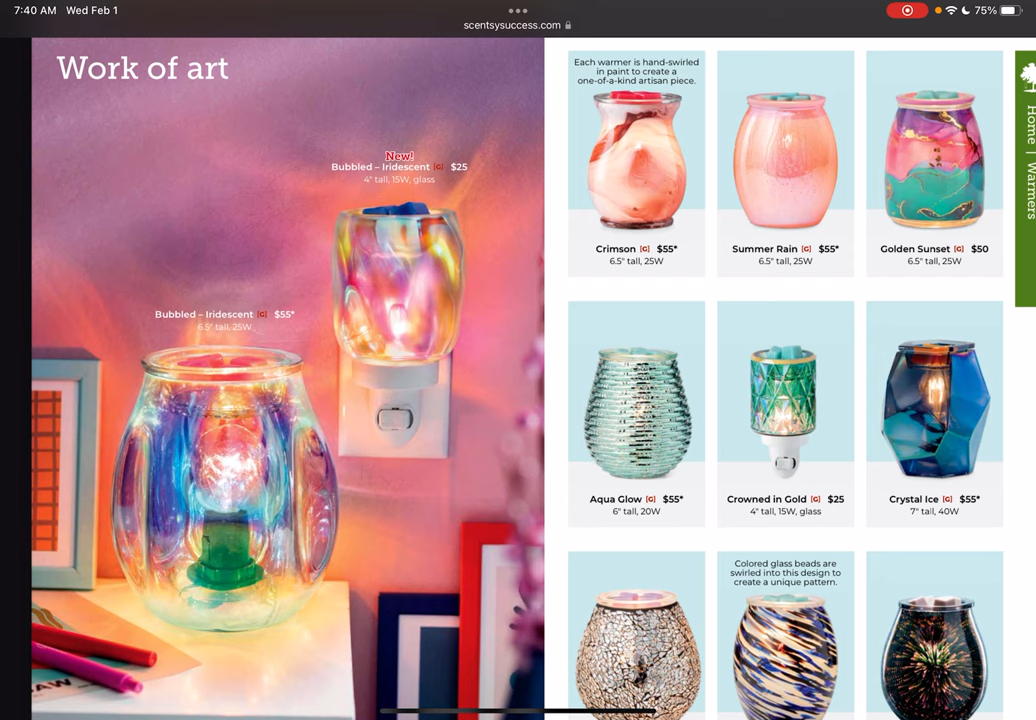 7:40 AM Wed Feb 1
75%
scentsysuccess.com
Work of art
New!
Bubbled – Iridescent [G] $25
4" tall, 15W, glass
Bubbled – Iridescent [G] $55*
6.5" tall, 25W
Each warmer is hand-swirled
in paint to create a
one-of-a-kind artisan piece.
Crimson [G] $55*
6.5" tall, 25W
Summer Rain [G] $55*
6.5" tall, 25W
Golden Sunset [G] $50
6.5" tall, 25W
Aqua Glow [G] $55*
6" tall, 20W
Crowned in Gold [G] $25
4" tall, 15W, glass
Crystal Ice [G] $55*
7" tall, 40W
Colored glass beads are
swirled into this design to
create a unique pattern.
Home | Warmers